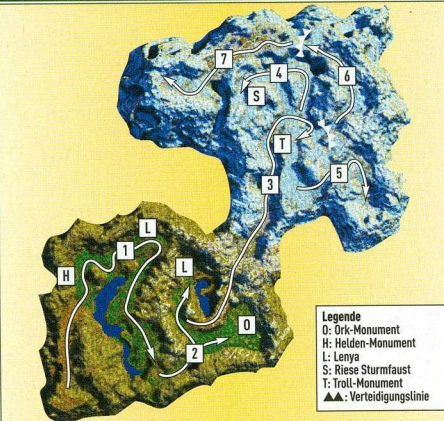 7
4
6
S
T
3
5
L
1
H
L
O
2
Legende
O: Ork-Monument
H: Helden-Monument
L: Lenya
S: Riese Sturmfaust
T: Troll-Monument
▲▲: Verteidigungslinie